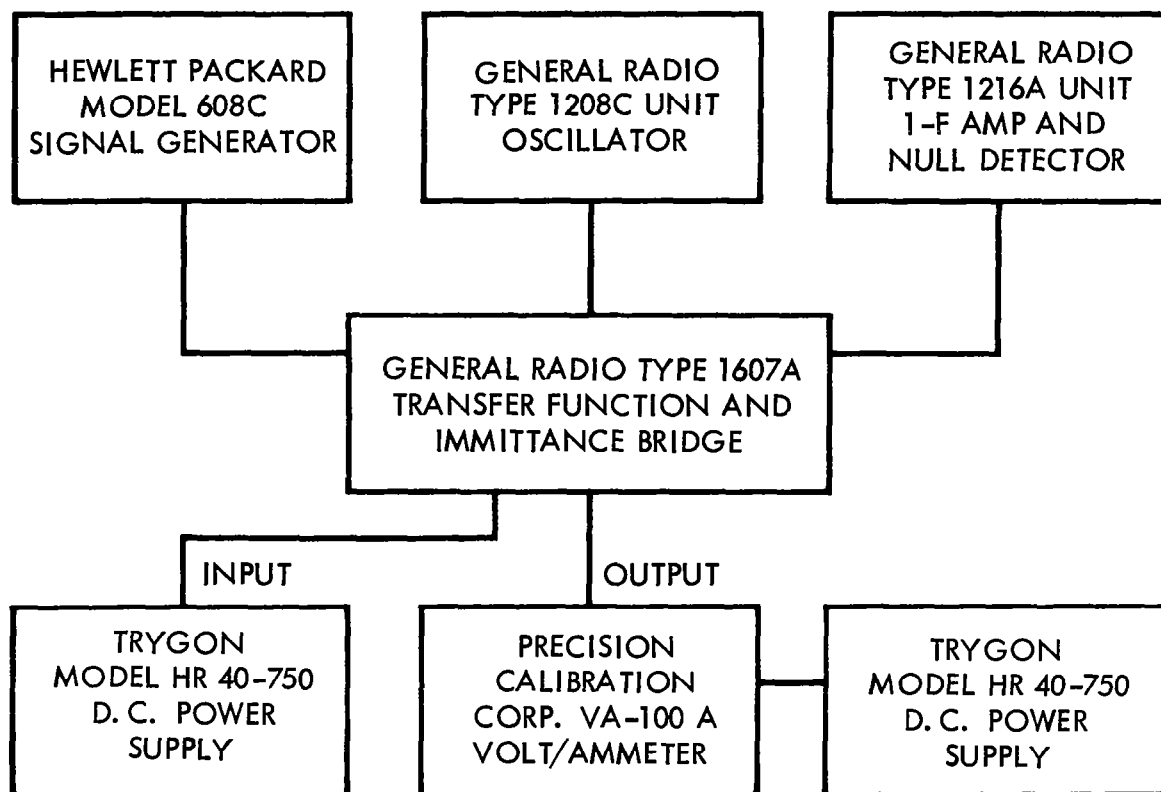 HEWLETT PACKARD
MODEL 608C
SIGNAL GENERATOR
GENERAL RADIO
TYPE 1208C UNIT
OSCILLATOR
GENERAL RADIO
TYPE 1216A UNIT
1-F AMP AND
NULL DETECTOR
GENERAL RADIO TYPE 1607A
TRANSFER FUNCTION AND
IMMITTANCE BRIDGE
INPUT
OUTPUT
TRYGON
MODEL HR 40-750
D.C. POWER
SUPPLY
PRECISION
CALIBRATION
CORP. VA-100 A
VOLT/AMMETER
TRYGON
MODEL HR 40-750
D.C. POWER
SUPPLY